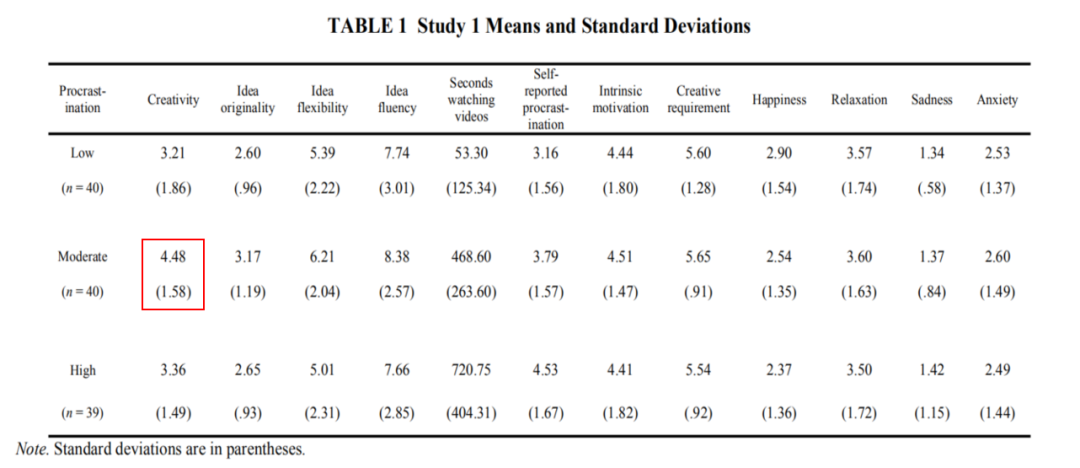 TABLE 1 Study 1 Means and Standard Deviations
Procrast-ination Creativity Idea originality Idea flexibility Idea fluency Seconds watching videos Self-reported procrast-ination Intrinsic motivation Creative requirement Happiness Relaxation Sadness Anxiety
Low 3.21 2.60 5.39 7.74 53.30 3.16 4.44 5.60 2.90 3.57 1.34 2.53
(n = 40) (1.86) (.96) (2.22) (3.01) (125.34) (1.56) (1.80) (1.28) (1.54) (1.74) (.58) (1.37)
Moderate 4.48 3.17 6.21 8.38 468.60 3.79 4.51 5.65 2.54 3.60 1.37 2.60
(n = 40) (1.58) (1.19) (2.04) (2.57) (263.60) (1.57) (1.47) (.91) (1.35) (1.63) (.84) (1.49)
High 3.36 2.65 5.01 7.66 720.75 4.53 4.41 5.54 2.37 3.50 1.42 2.49
(n = 39) (1.49) (.93) (2.31) (2.85) (404.31) (1.67) (1.82) (.92) (1.36) (1.72) (1.15) (1.44)
Note. Standard deviations are in parentheses.